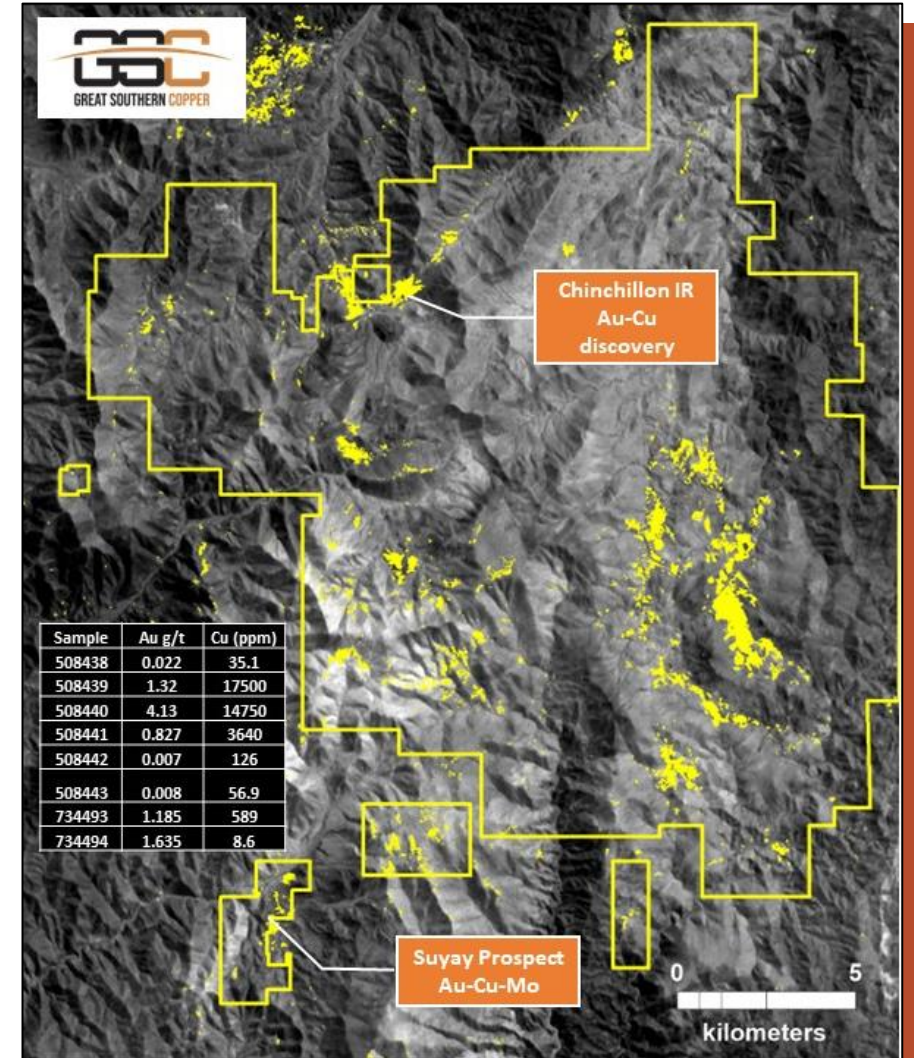 GSC
GREAT SOUTHERN COPPER
Chinchillon IR
Au-Cu
discovery
Sample Au g/t Cu (ppm)
508438 0.022 35.1
508439 1.32 17500
508440 4.13 14750
508441 0.827 3640
508442 0.007 126
508443 0.008 56.9
734493 1.185 589
734494 1.635 8.6
Suyay Prospect
Au-Cu-Mo
0 5
kilometers